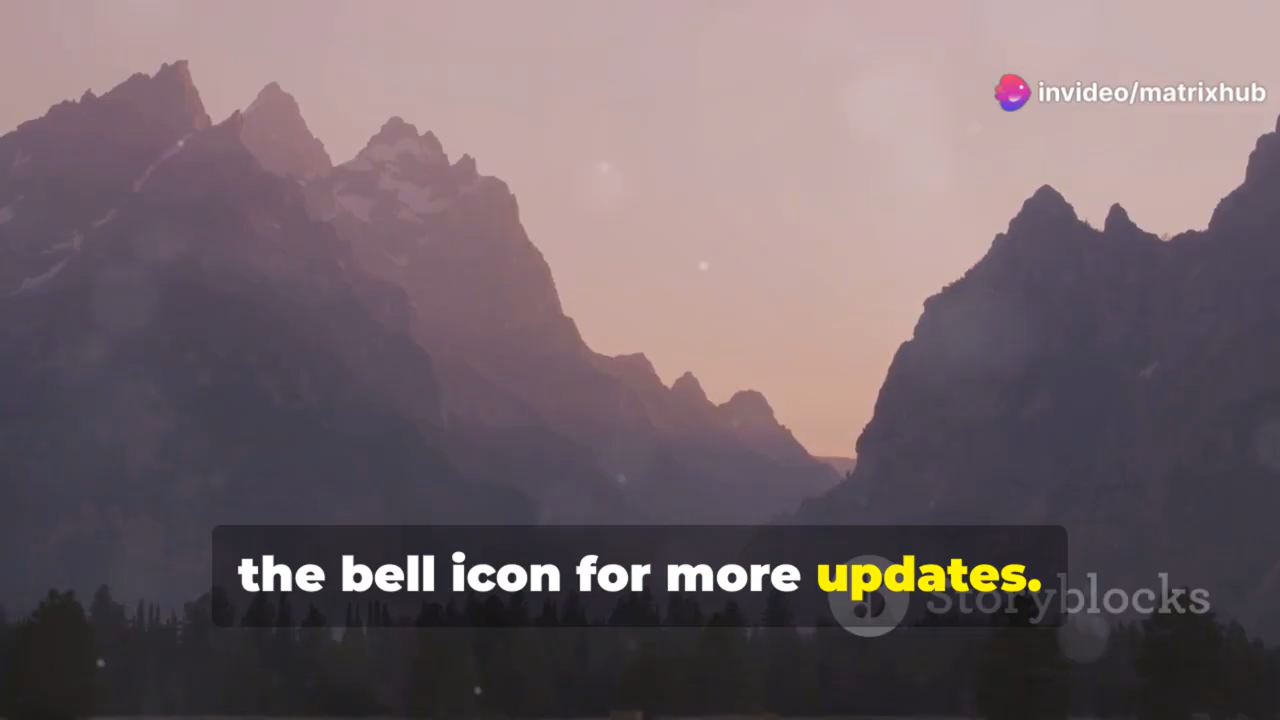 invideo/matrixhub
the bell icon for more updates.
Storyblocks